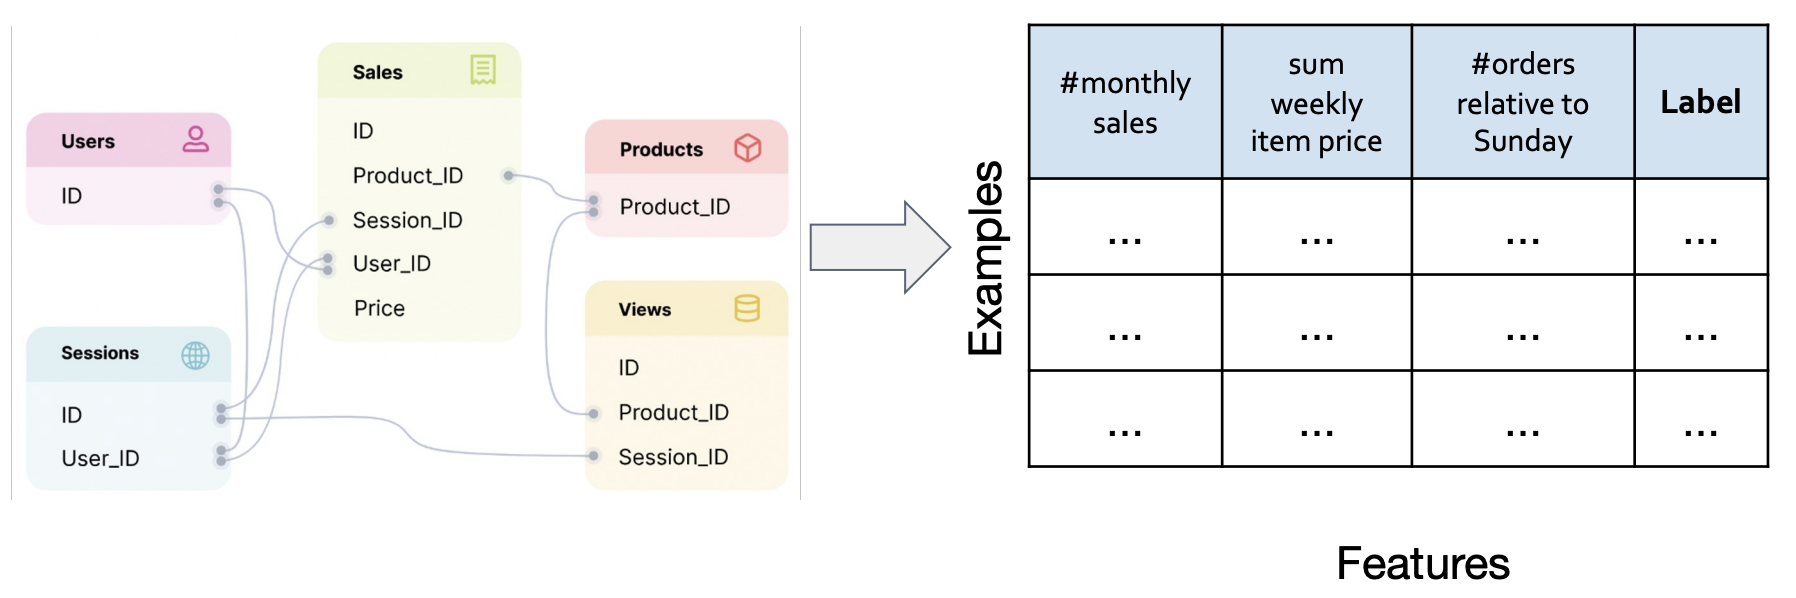 Users
ID
Sessions
ID
User_ID
Sales
ID
Product_ID
Session_ID
User_ID
Price
Products
Product_ID
Views
ID
Product_ID
Session_ID
Examples
#monthly
sales
sum
weekly
item price
#orders
relative to
Sunday
Label
... ... ... ...
... ... ... ...
... ... ... ...
Features